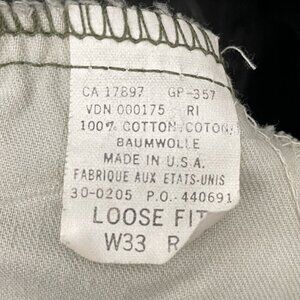 CA 17897 GP-357
VDN 000175 RI
100% COTTON/COTON/
BAUMWOLLE
MADE IN U.S.A.
FABRIQUE AUX ETATS-UNIS
30-0205 P.O.-440691
LOOSE FIT
W33 R